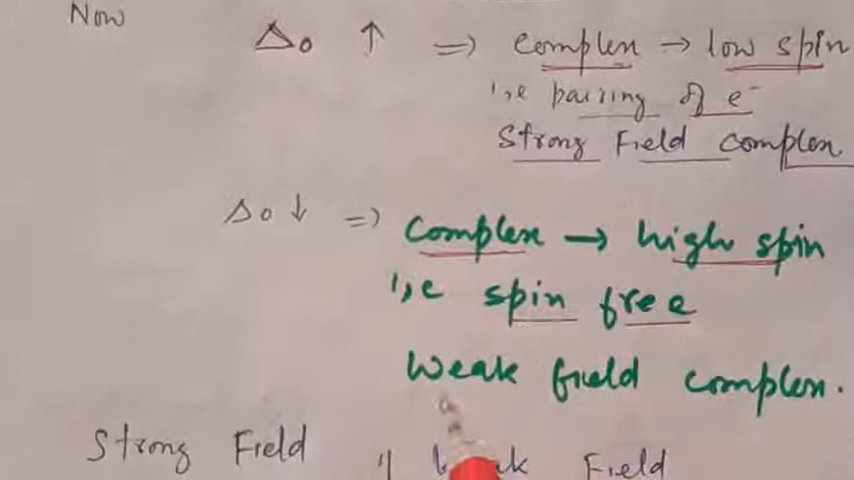 Now
Δo ↑ => Complex → low spin
i,e pairing of e⁻
Strong Field Complex
Δo ↓ => Complex → high spin
i,e spin free
Weak field complex.
Strong Field Field